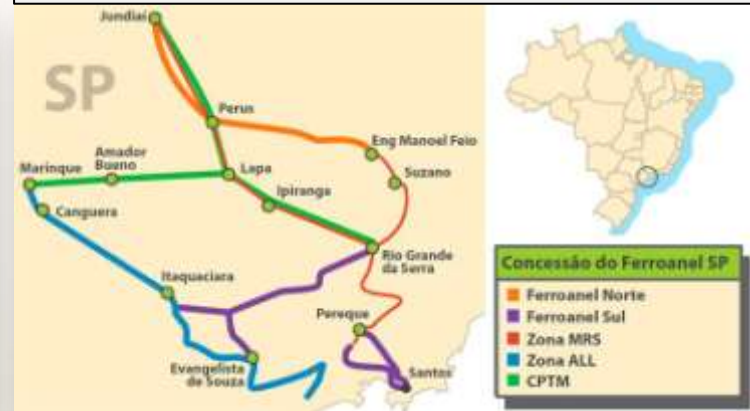 Jundiaí
SP
Perus
Eng Manoel Feio
Amador
Bueno
Marinque
Lapa
Suzano
Ipiranga
Canguera
Rio Grande
da Serra
Itaquaciara
Pereque
Evangelista
de Souza
Santos
Concessão do Ferroanel SP
Ferroanel Norte
Ferroanel Sul
Zona MRS
Zona ALL
CPTM